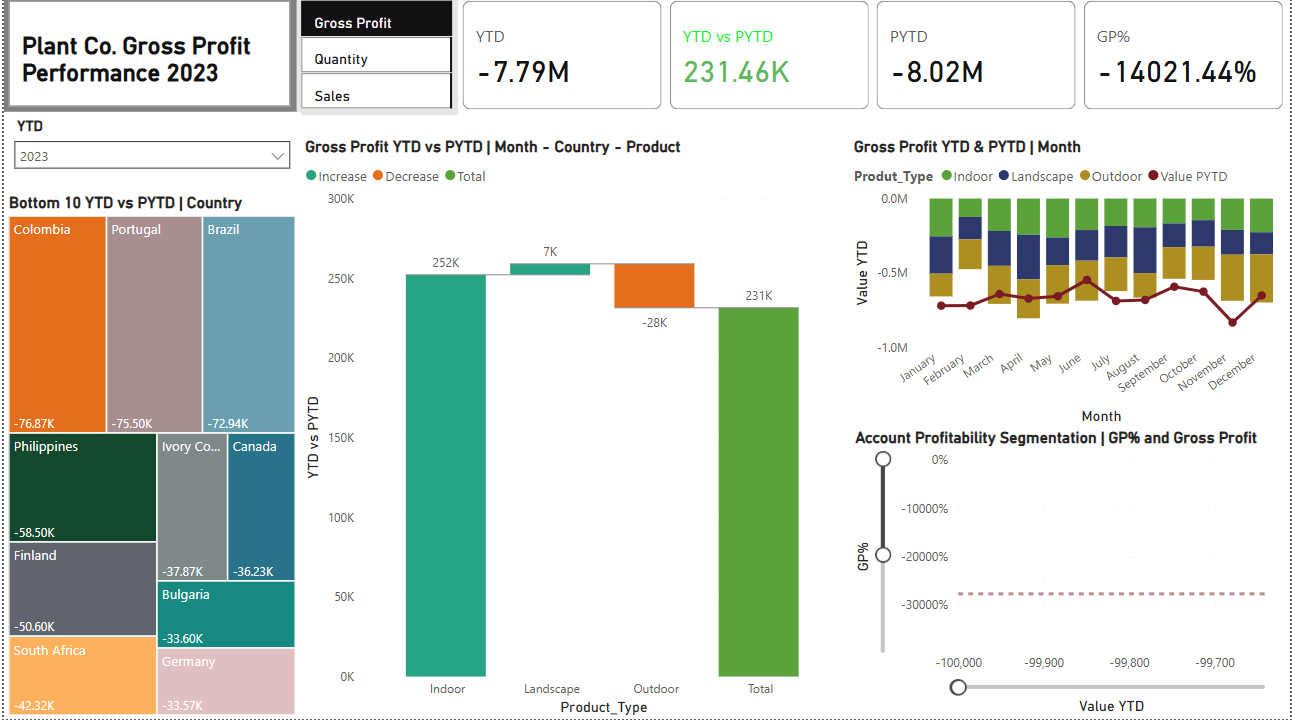 Plant Co. Gross Profit
Performance 2023
Gross Profit
Quantity
Sales
YTD
-7.79M
YTD vs PYTD
231.46K
PYTD
-8.02M
GP%
-14021.44%
YTD
2023
Bottom 10 YTD vs PYTD | Country
Colombia
-76.87K
Portugal
-75.50K
Brazil
-72.94K
Philippines
-58.50K
Ivory Co...
-37.87K
Canada
-36.23K
Finland
-50.60K
Bulgaria
-33.60K
South Africa
-42.32K
Germany
-33.57K
Gross Profit YTD vs PYTD | Month - Country - Product
Increase Decrease Total
300K
250K
200K
150K
100K
50K
0K
YTD vs PYTD
252K
7K
-28K
231K
Indoor Landscape Outdoor Total
Product_Type
Gross Profit YTD & PYTD | Month
Produt_Type Indoor Landscape Outdoor Value PYTD
0.0M
-0.5M
-1.0M
Value YTD
January February March April May June July August September October November December
Month
Account Profitability Segmentation | GP% and Gross Profit
0%
-10000%
-20000%
-30000%
GP%
-100,000 -99,900 -99,800 -99,700
Value YTD